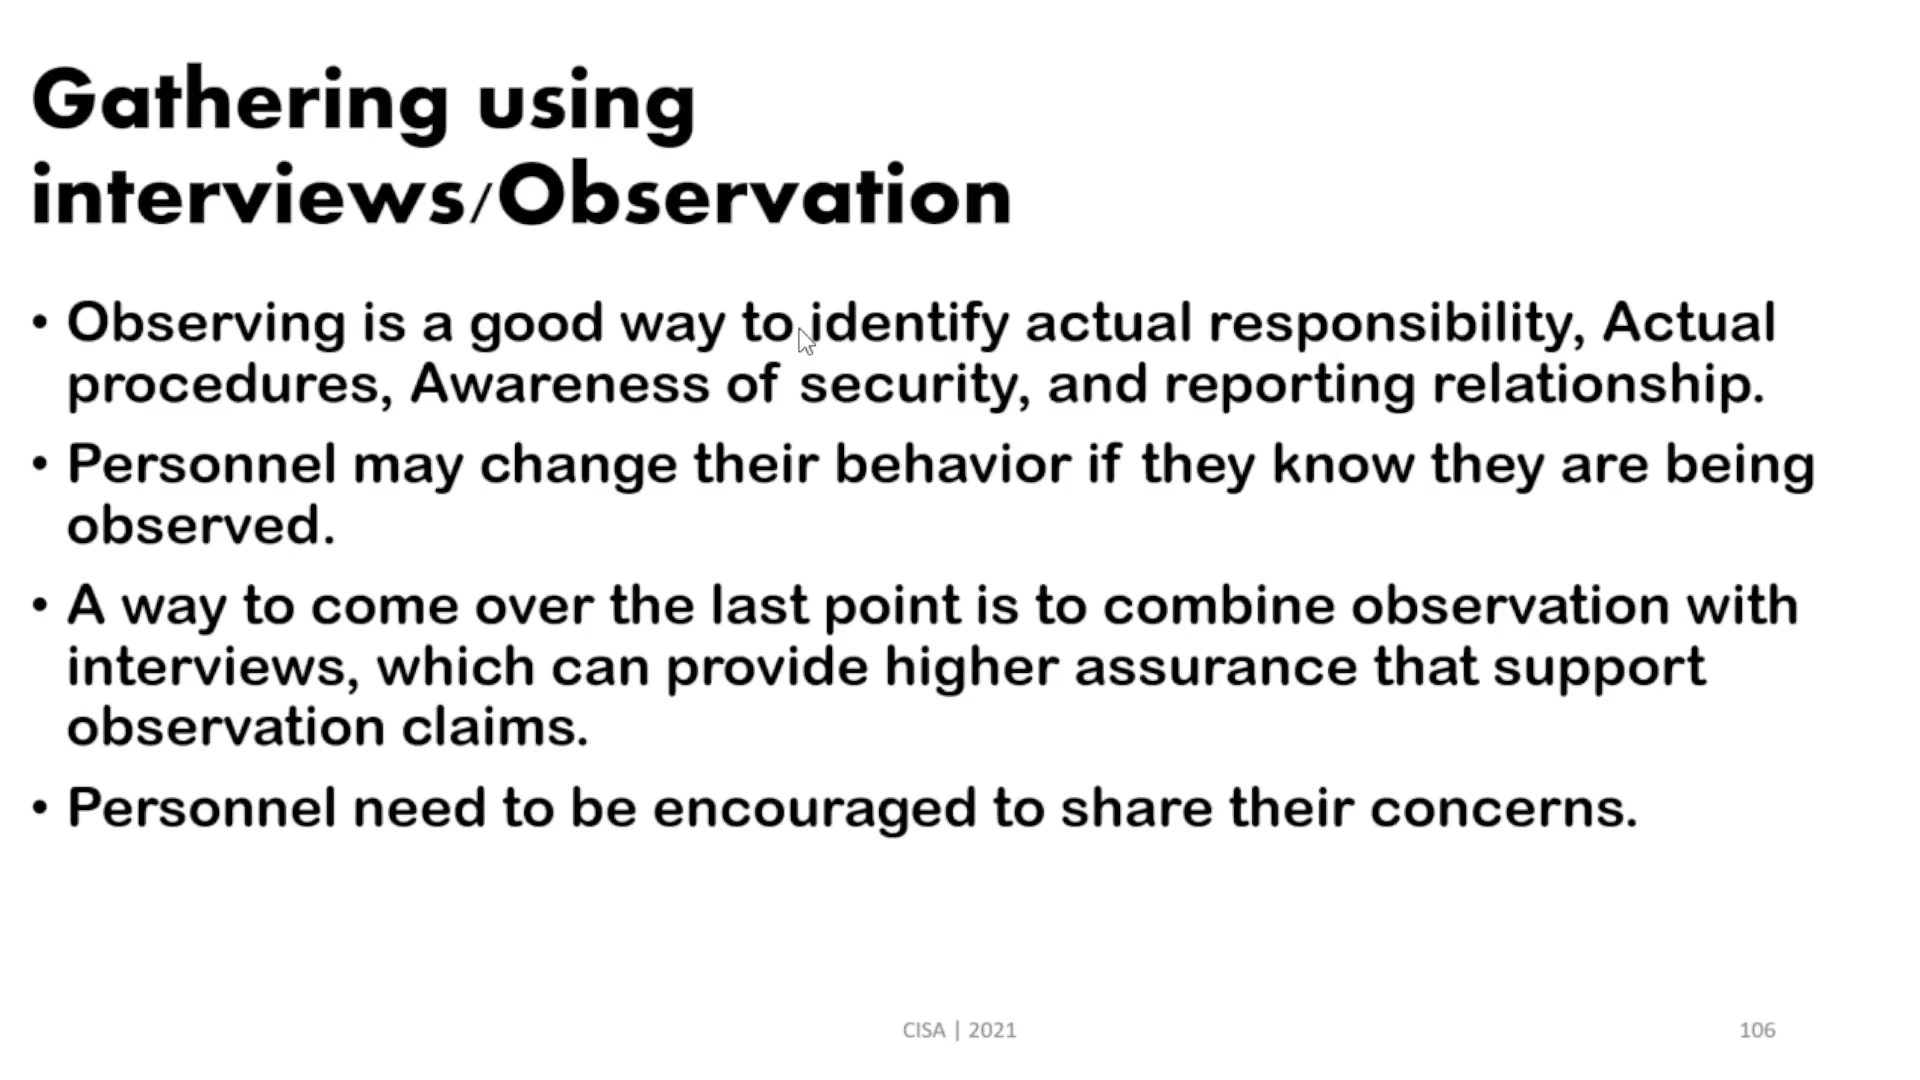 Gathering using
interviews/Observation
• Observing is a good way to identify actual responsibility, Actual
procedures, Awareness of security, and reporting relationship.
• Personnel may change their behavior if they know they are being
observed.
• A way to come over the last point is to combine observation with
interviews, which can provide higher assurance that support
observation claims.
• Personnel need to be encouraged to share their concerns.
CISA | 2021
106